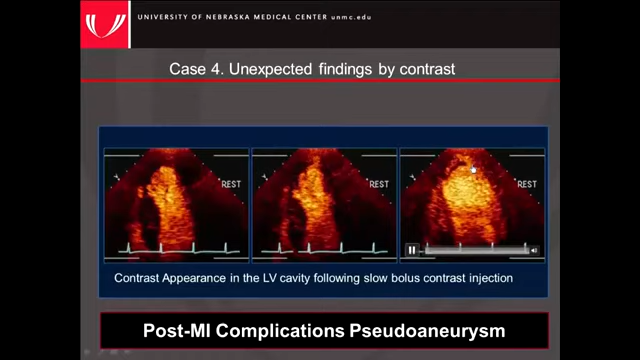 UNIVERSITY OF NEBRASKA MEDICAL CENTER unmc.edu
Case 4. Unexpected findings by contrast
REST
REST
REST
Contrast Appearance in the LV cavity following slow bolus contrast injection
Post-MI Complications Pseudoaneurysm